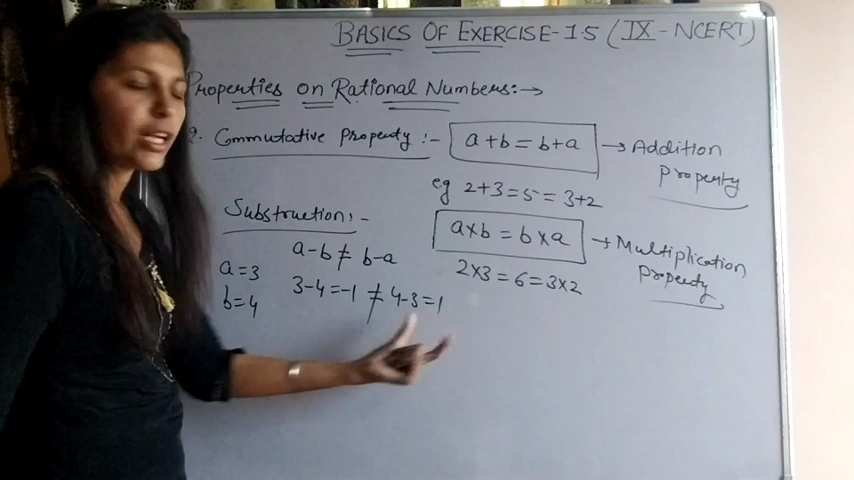 BASICS OF EXERCISE-1.5 (IX - NCERT)
Properties on Rational Numbers:→
2. Commutative Property :- a+b=b+a → Addition Property
eg 2+3=5=3+2
Substruction:-
a×b = b×a → Multiplication Property
2×3=6=3×2
a-b ≠ b-a
a=3
b=4
3-4=-1 ≠ 4-3=1